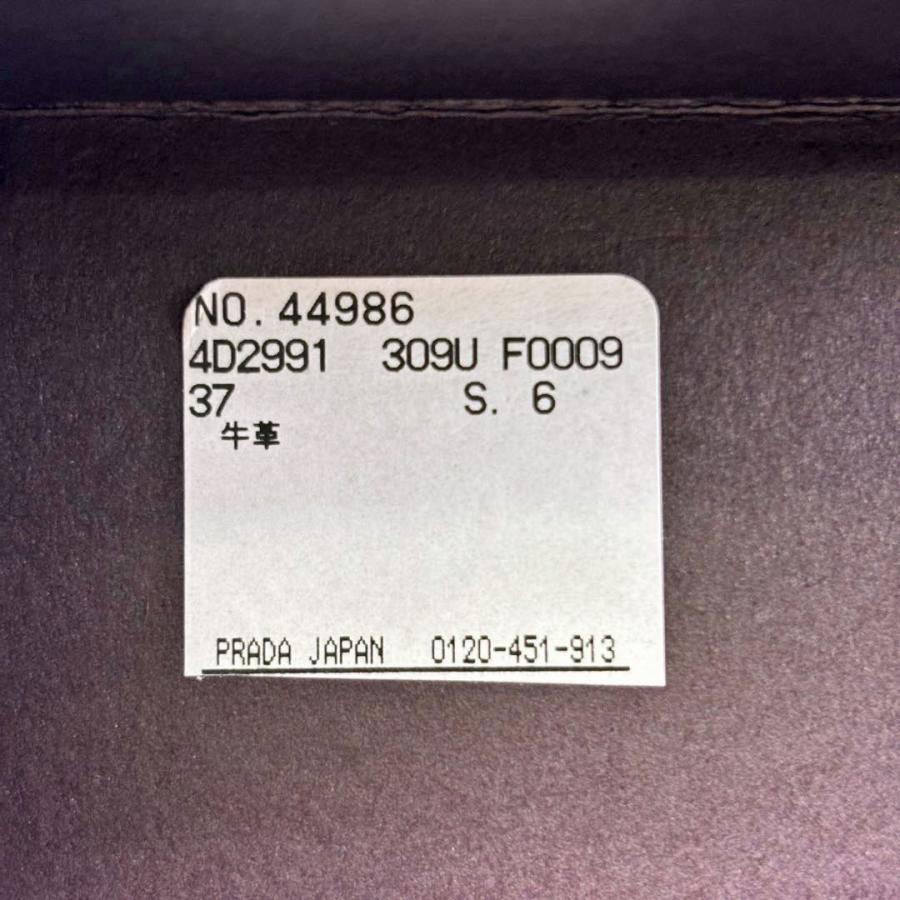 NO. 44986
4D2991 309U F0009
37 S. 6
牛革
PRADA JAPAN 0120-451-913